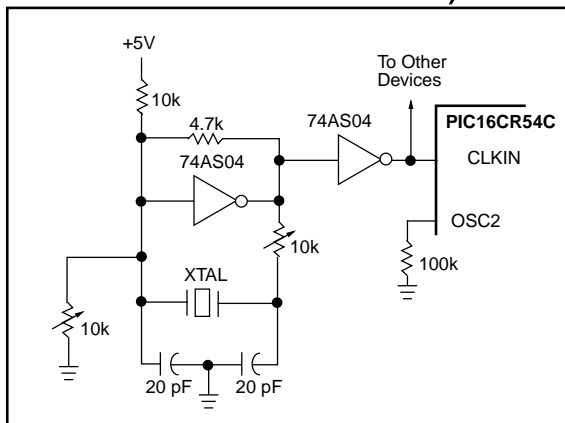 +5V
10k
4.7k
74AS04
74AS04
To Other
Devices
PIC16CR54C
CLKIN
10k
OSC2
100k
10k
XTAL
20 pF
20 pF